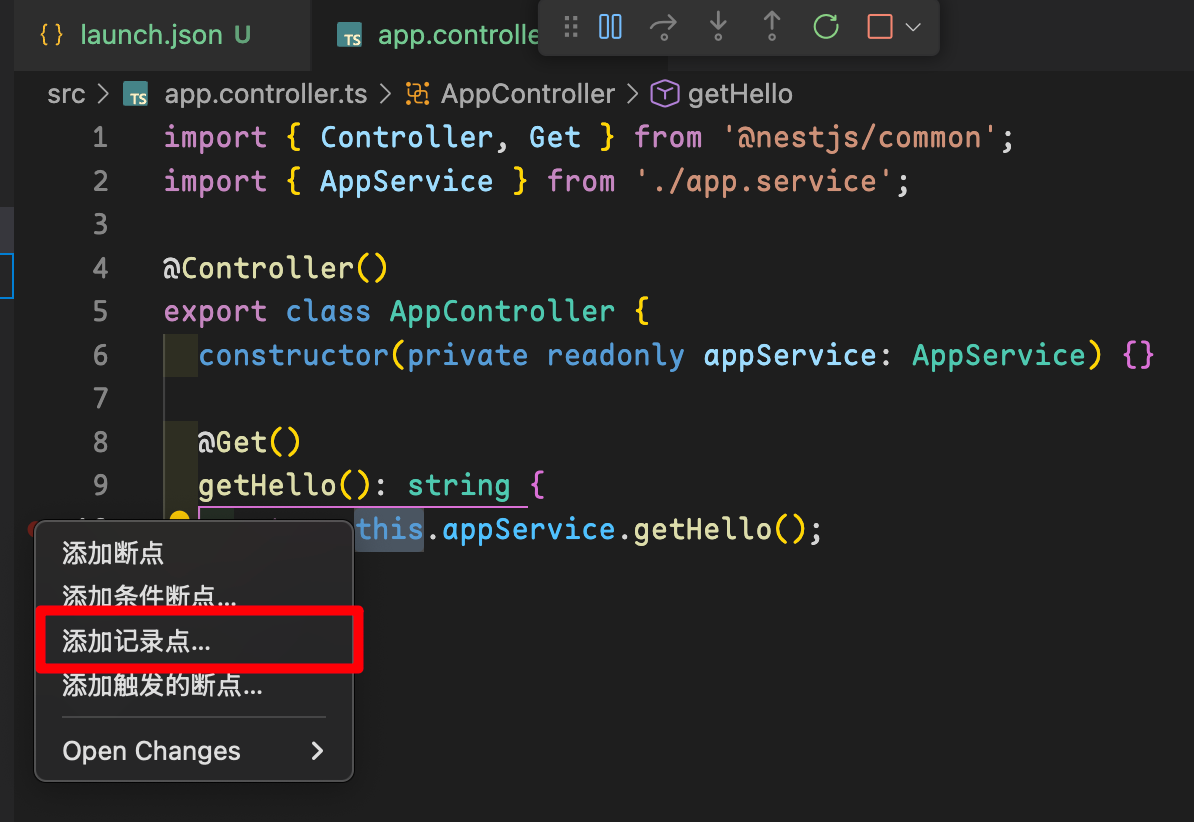 {} launch.json U TS app.controlle
src > TS app.controller.ts > AppController > getHello
1 import { Controller, Get } from '@nestjs/common';
2 import { AppService } from './app.service';
3
4 @Controller()
5 export class AppController {
6 constructor(private readonly appService: AppService) {}
7
8 @Get()
9 getHello(): string {
this.appService.getHello();
添加断点
添加条件断点...
添加记录点...
添加触发的断点...
Open Changes >